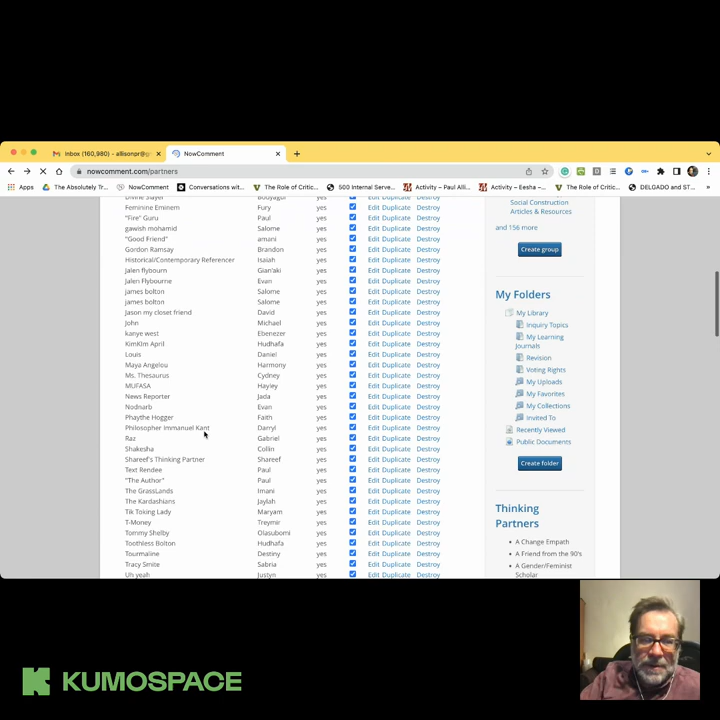 Inbox (160,980) - allisonpr@g
NowComment
nowcomment.com/partners
Apps
The Absolutely Tr...
NowComment
Conversations wit...
The Role of Critic...
500 Internal Serve...
Activity – Paul Alli...
Activity – Eesha –...
The Role of Critic...
DELGADO and ST...
Feminine Eminem Fury yes Edit Duplicate Destroy
"Fire" Guru Paul yes Edit Duplicate Destroy
gawish mohamid Salome yes Edit Duplicate Destroy
"Good Friend" amani yes Edit Duplicate Destroy
Gordon Ramsay Brandon yes Edit Duplicate Destroy
Historical/Contemporary Referencer Isaiah yes Edit Duplicate Destroy
Jalen flybourn Gian'aki yes Edit Duplicate Destroy
Jalen Flybourne Evan yes Edit Duplicate Destroy
james bolton Salome yes Edit Duplicate Destroy
james bolton Salome yes Edit Duplicate Destroy
Jason my closet friend David yes Edit Duplicate Destroy
John Michael yes Edit Duplicate Destroy
kanye west Ebenezer yes Edit Duplicate Destroy
KimKim April Hudhafa yes Edit Duplicate Destroy
Louis Daniel yes Edit Duplicate Destroy
Maya Angelou Harmony yes Edit Duplicate Destroy
Ms. Thesaurus Cydney yes Edit Duplicate Destroy
MUFASA Hayley yes Edit Duplicate Destroy
News Reporter Jada yes Edit Duplicate Destroy
Nodnarb Evan yes Edit Duplicate Destroy
Phaythe Hogger Faith yes Edit Duplicate Destroy
Philosopher Immanuel Kant Darryl yes Edit Duplicate Destroy
Raz Gabriel yes Edit Duplicate Destroy
Shakesha Collin yes Edit Duplicate Destroy
Shareef's Thinking Partner Shareef yes Edit Duplicate Destroy
Text Rendee Paul yes Edit Duplicate Destroy
"The Author" Paul yes Edit Duplicate Destroy
The GrassLands Imani yes Edit Duplicate Destroy
The Kardashians Jaylah yes Edit Duplicate Destroy
Tik Toking Lady Maryam yes Edit Duplicate Destroy
T-Money Treymir yes Edit Duplicate Destroy
Tommy Shelby Olasubomi yes Edit Duplicate Destroy
Toothless Bolton Hudhafa yes Edit Duplicate Destroy
Tourmaline Destiny yes Edit Duplicate Destroy
Tracy Smite Sabria yes Edit Duplicate Destroy
Uh yeah Justyn yes Edit Duplicate Destroy
Social Construction
Articles & Resources
and 156 more
Create group
My Folders
My Library
Inquiry Topics
My Learning
Journals
Revision
Voting Rights
My Uploads
My Favorites
My Collections
Invited To
Recently Viewed
Public Documents
Create folder
Thinking
Partners
• A Change Empath
• A Friend from the 90's
• A Gender/Feminist
Scholar
KUMOSPACE